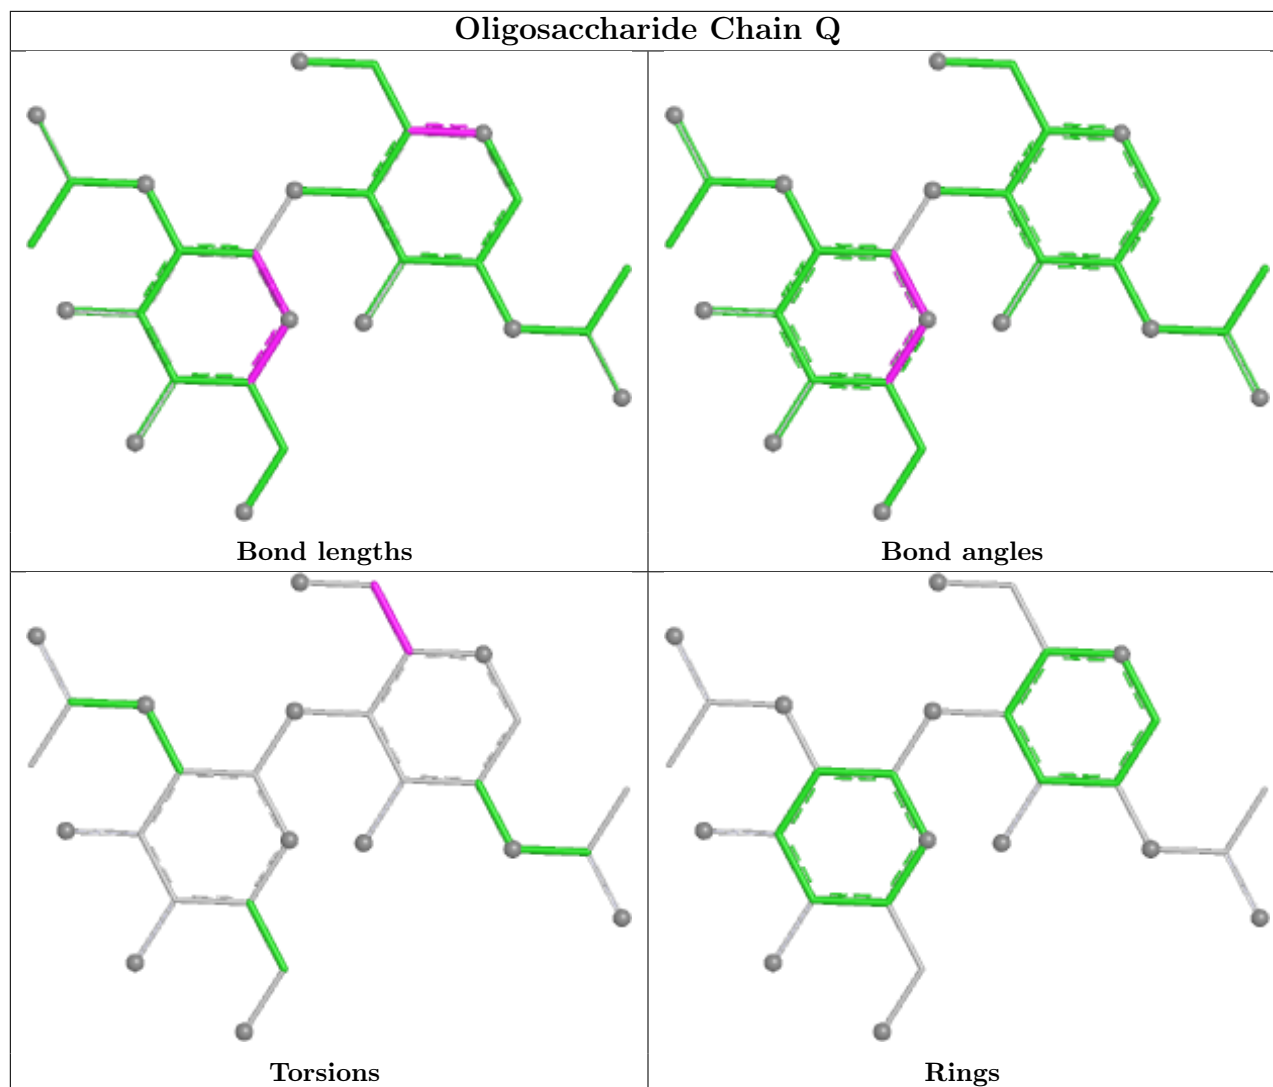 Oligosaccharide Chain Q
Bond lengths
Bond angles
Torsions
Rings